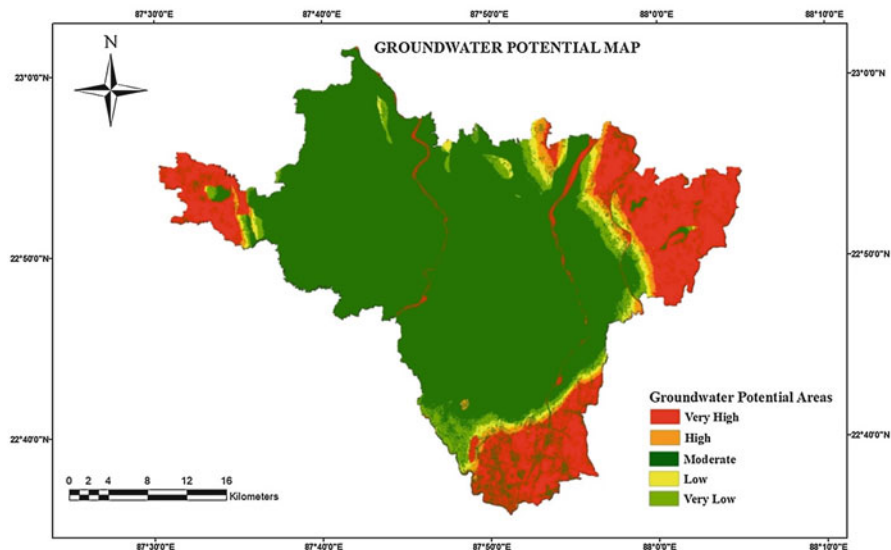 87°30'0"E 87°40'0"E 87°50'0"E 88°0'0"E 88°10'0"E
N
GROUNDWATER POTENTIAL MAP
23°0'0"N 23°0'0"N
22°50'0"N 22°50'0"N
Groundwater Potential Areas
Very High
High
22°40'0"N 22°40'0"N
Moderate
Low
Very Low
0 2 4 8 12 16
Kilometers
87°30'0"E 87°40'0"E 87°50'0"E 88°0'0"E 88°10'0"E